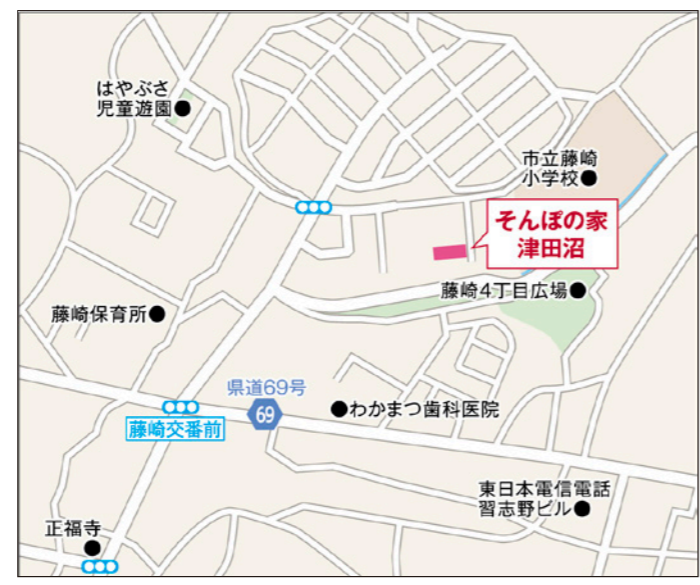 はやぶさ
児童遊園●
市立藤崎
小学校●
そんぽの家
津田沼
藤崎4丁目広場●
藤崎保育所●
県道69号
69
●わかまつ歯科医院
藤崎交番前
東日本電信電話
習志野ビル●
正福寺
●